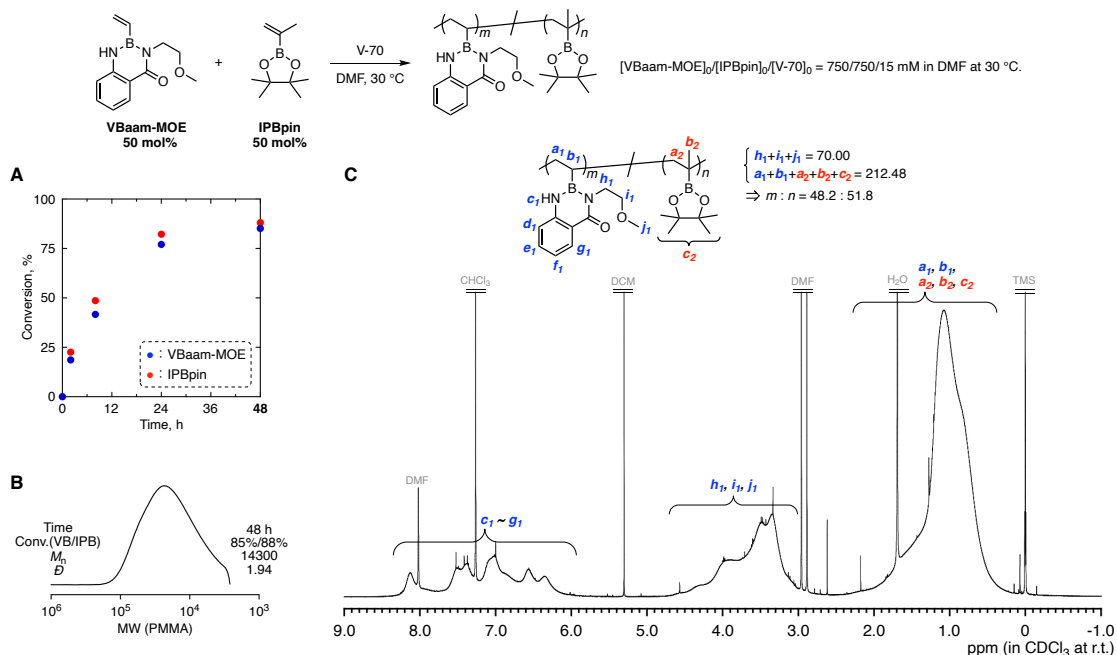 B
HN
N
O
O
VBaam-MOE
50 mol%
+
B
O
O
IPBpin
50 mol%
V-70
DMF, 30 °C
m
n
B
HN
N
O
O
B
O
O
[VBaam-MOE]0/[IPBpin]0/[V-70]0 = 750/750/15 mM in DMF at 30 °C.
A
Conversion, %
100
75
50
25
0
: VBaam-MOE
: IPBpin
0 12 24 36 48
Time, h
B
Time 48 h
Conv.(VB/IPB) 85%/88%
Mn 14300
Đ 1.94
10^6 10^5 10^4 10^3
MW (PMMA)
C
a1 b1 m a2 b2 n
B
c1 HN
N
h1
i1
O
j1
O
d1
e1
f1
g1
B
O
O
c2
h1+i1+j1 = 70.00
a1+b1+a2+b2+c2 = 212.48
⇒ m : n = 48.2 : 51.8
DMF
CHCl3
DCM
DMF
H2O
TMS
c1 ~ g1
h1, i1, j1
a1, b1,
a2, b2, c2
9.0 8.0 7.0 6.0 5.0 4.0 3.0 2.0 1.0 0 -1.0
ppm (in CDCl3 at r.t.)